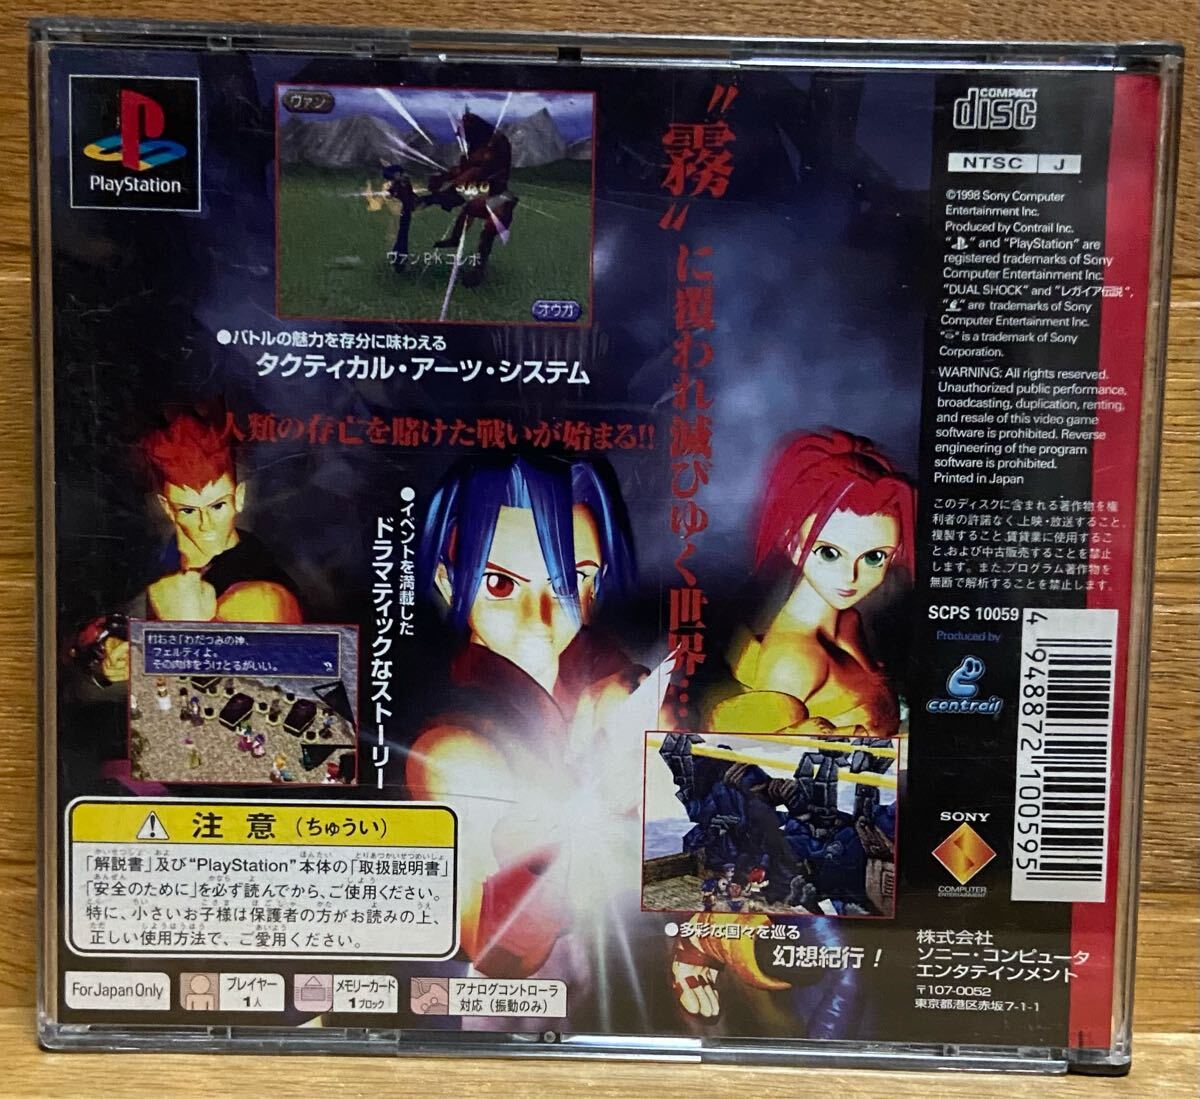 PlayStation
ヴァン
ヴァンPKコンボ
オウガ
●バトルの魅力を存分に味わえる
タクティカル・アーツ・システム
人類の存亡を賭けた戦いが始まる!!
"霧"に覆われ滅びゆく世界…
●イベントを満載した
ドラマティックなストーリー
村おさ「わだつみの神、
フェルティよ。
その肉体をうけとるがいい。
●多彩な国々を巡る
幻想紀行！
COMPACT
disc
NTSC J
©1998 Sony Computer
Entertainment Inc.
Produced by Contrail Inc.
" " and "PlayStation" are
registered trademarks of Sony
Computer Entertainment Inc.
"DUAL SHOCK" and "レガイア伝説",
" " are trademarks of Sony
Computer Entertainment Inc.
" " is a trademark of Sony
Corporation.
WARNING: All rights reserved.
Unauthorized public performance,
broadcasting, duplication, renting,
and resale of this video game
software is prohibited. Reverse
engineering of the program
software is prohibited.
Printed in Japan
このディスクに含まれる著作物を権
利者の許諾なく、上映・放送すること、
複製すること、賃貸業に使用するこ
と、および中古販売することを禁止
します。また、プログラム著作物を
無断で解析することを禁止します。
SCPS 10059
Produced by
contrail
4 948872 100595
SONY
COMPUTER
ENTERTAINMENT
株式会社
ソニー・コンピュータ
エンタテインメント
〒107-0052
東京都港区赤坂7-1-1
注意(ちゅうい)
「解説書」及び"PlayStation"本体の「取扱説明書」
「安全のために」を必ず読んでから、ご使用ください。
特に、小さいお子様は保護者の方がお読みの上、
正しい使用方法で、ご愛用ください。
For Japan Only
プレイヤー
1人
メモリーカード
1ブロック
アナログコントローラ
対応(振動のみ)